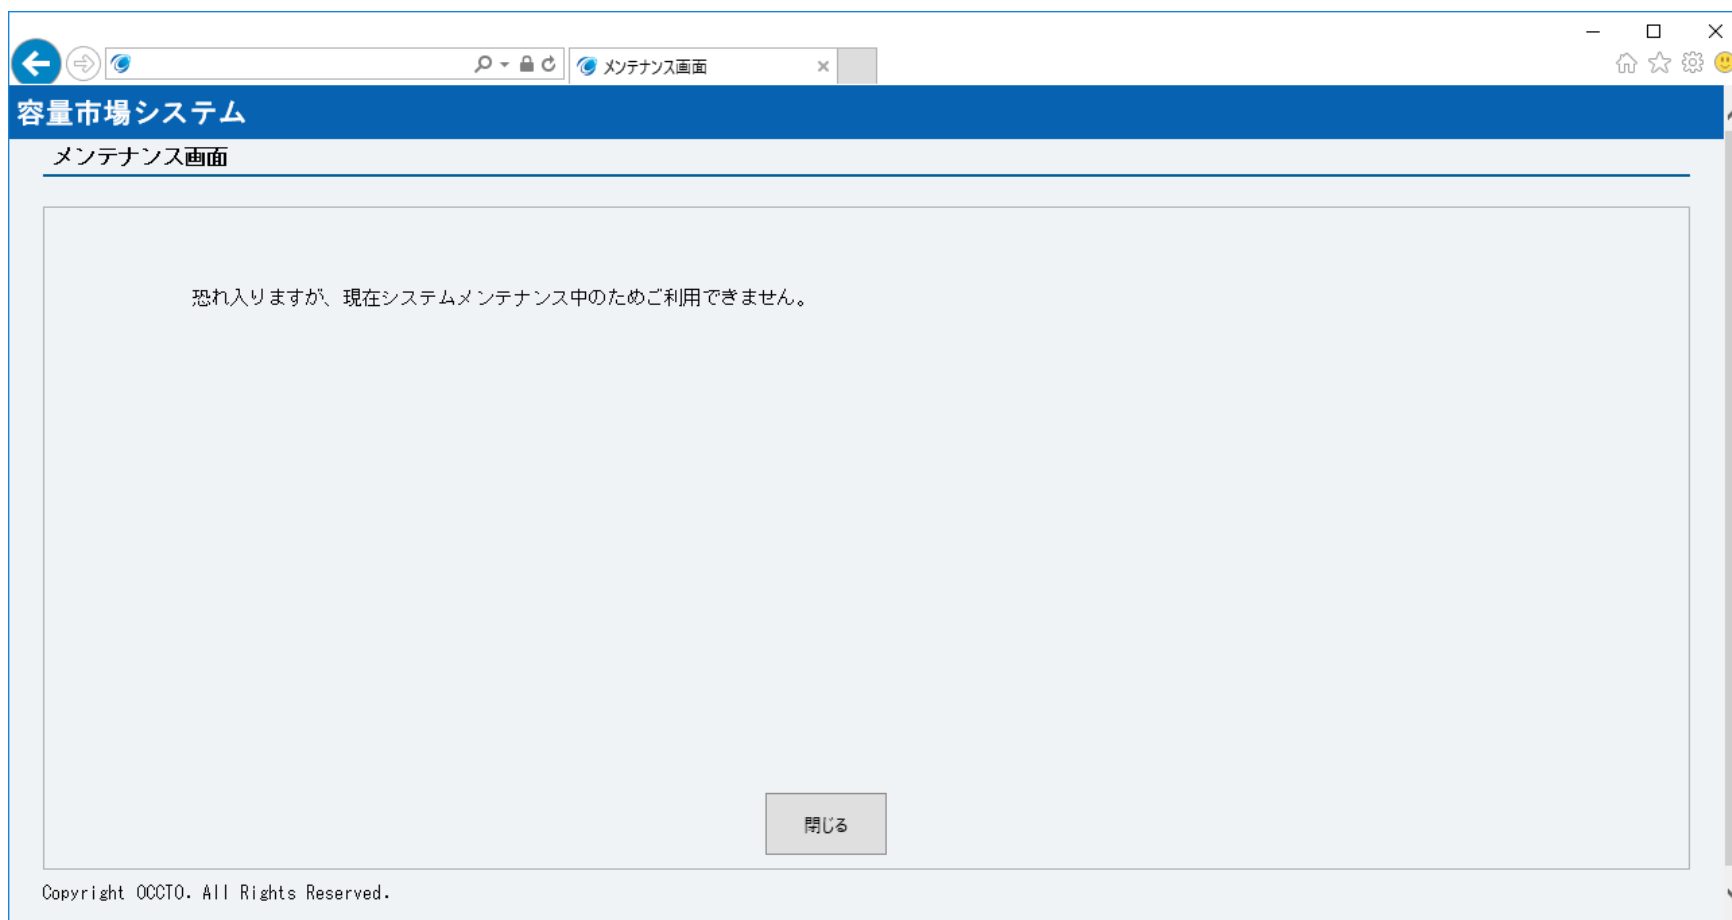 メンテナンス画面
容量市場システム
メンテナンス画面
恐れ入りますが、現在システムメンテナンス中のためご利用できません。
閉じる
Copyright OCCTO. All Rights Reserved.